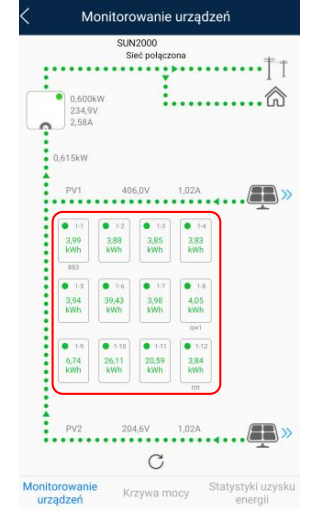 Monitorowanie urządzeń
SUN2000
Sieć połączona
0,600kW
234,9V
2,58A
0,615kW
PV1 406,0V 1,02A
1-1 1-2 1-3 1-4
3,99 3,88 3,85 3,83
kWh kWh kWh kWh
883
1-5 1-6 1-7 1-8
3,94 39,43 3,98 4,05
kWh kWh kWh kWh
1-9 1-10 1-11 1-12
6,74 26,11 20,59 3,84
kWh kWh kWh kWh
PV2 204,6V 1,02A
Monitorowanie urządzeń
Krzywa mocy
Statystyki uzysku energii